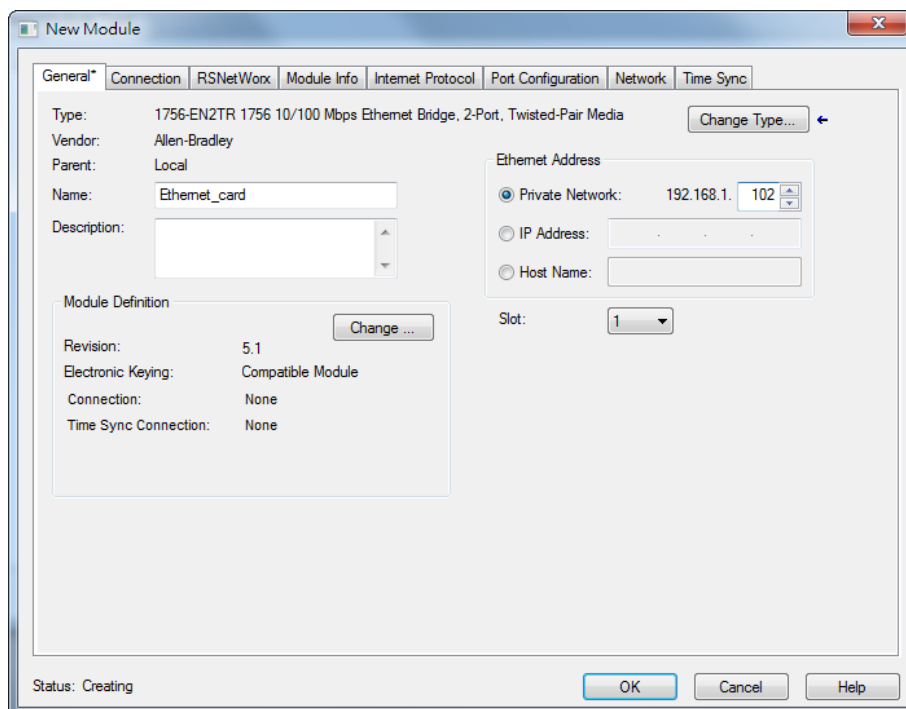 New Module
General* Connection RSNetWorx Module Info Internet Protocol Port Configuration Network Time Sync
Type: 1756-EN2TR 1756 10/100 Mbps Ethernet Bridge, 2-Port, Twisted-Pair Media Change Type...
Vendor: Allen-Bradley
Parent: Local
Name: Ethernet_card
Description:
Ethernet Address
Private Network: 192.168.1. 102
IP Address: . . .
Host Name:
Slot: 1
Module Definition
Change ...
Revision: 5.1
Electronic Keying: Compatible Module
Connection: None
Time Sync Connection: None
Status: Creating OK Cancel Help